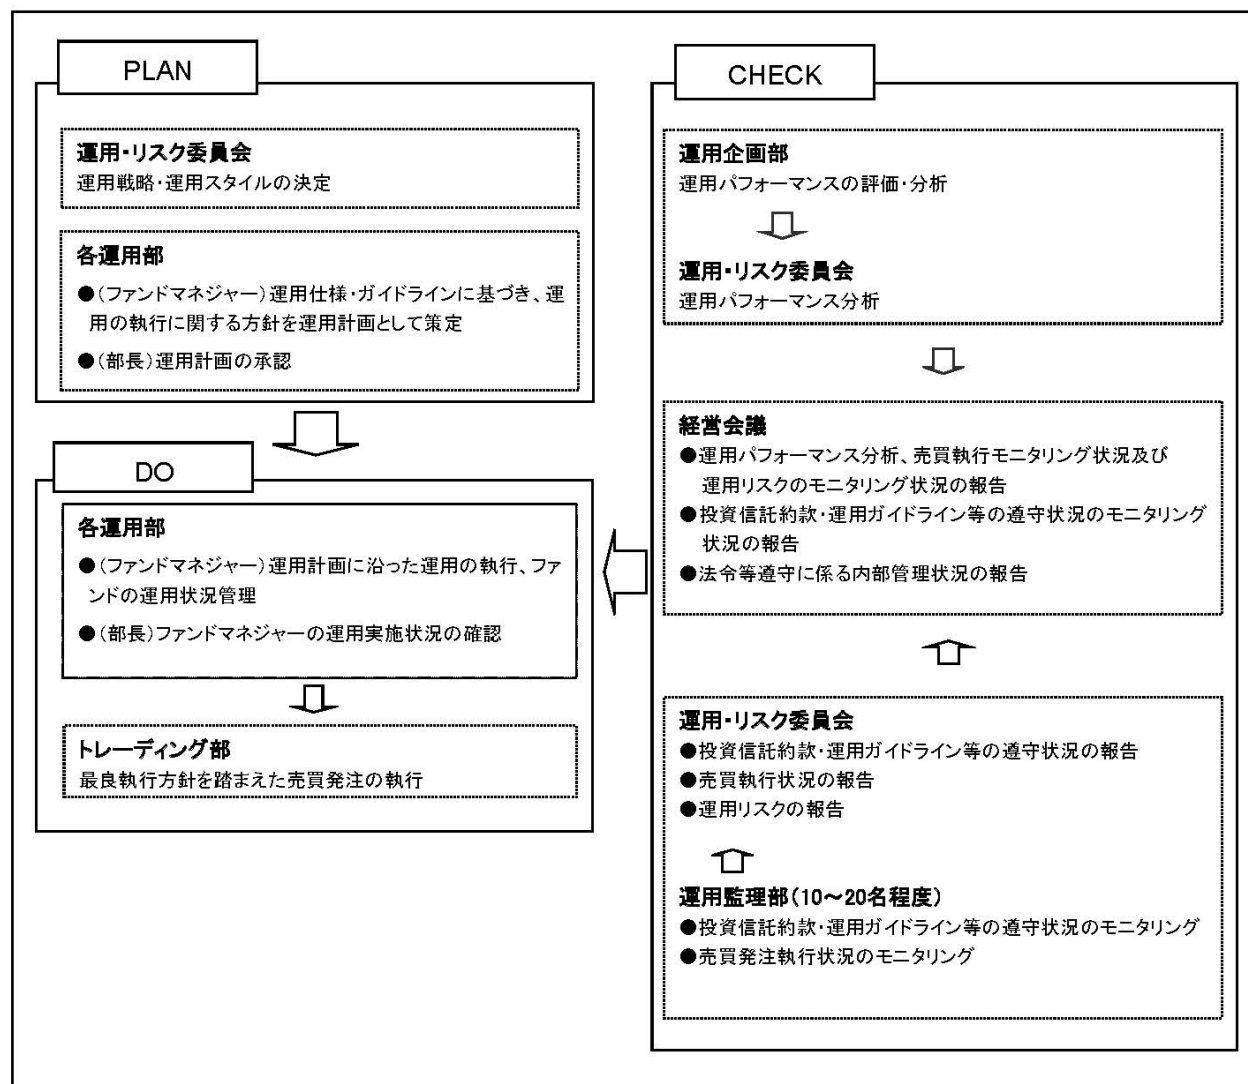 PLAN
運用・リスク委員会
運用戦略・運用スタイルの決定
各運用部
●(ファンドマネジャー)運用仕様・ガイドラインに基づき、運
用の執行に関する方針を運用計画として策定
●(部長)運用計画の承認
DO
各運用部
●(ファンドマネジャー)運用計画に沿った運用の執行、ファ
ンドの運用状況管理
●(部長)ファンドマネジャーの運用実施状況の確認
トレーディング部
最良執行方針を踏まえた売買発注の執行
CHECK
運用企画部
運用パフォーマンスの評価・分析
運用・リスク委員会
運用パフォーマンス分析
経営会議
●運用パフォーマンス分析、売買執行モニタリング状況及び
運用リスクのモニタリング状況の報告
●投資信託約款・運用ガイドライン等の遵守状況のモニタリング
状況の報告
●法令等遵守に係る内部管理状況の報告
運用・リスク委員会
●投資信託約款・運用ガイドライン等の遵守状況の報告
●売買執行状況の報告
●運用リスクの報告
運用監理部(10~20名程度)
●投資信託約款・運用ガイドライン等の遵守状況のモニタリング
●売買発注執行状況のモニタリング